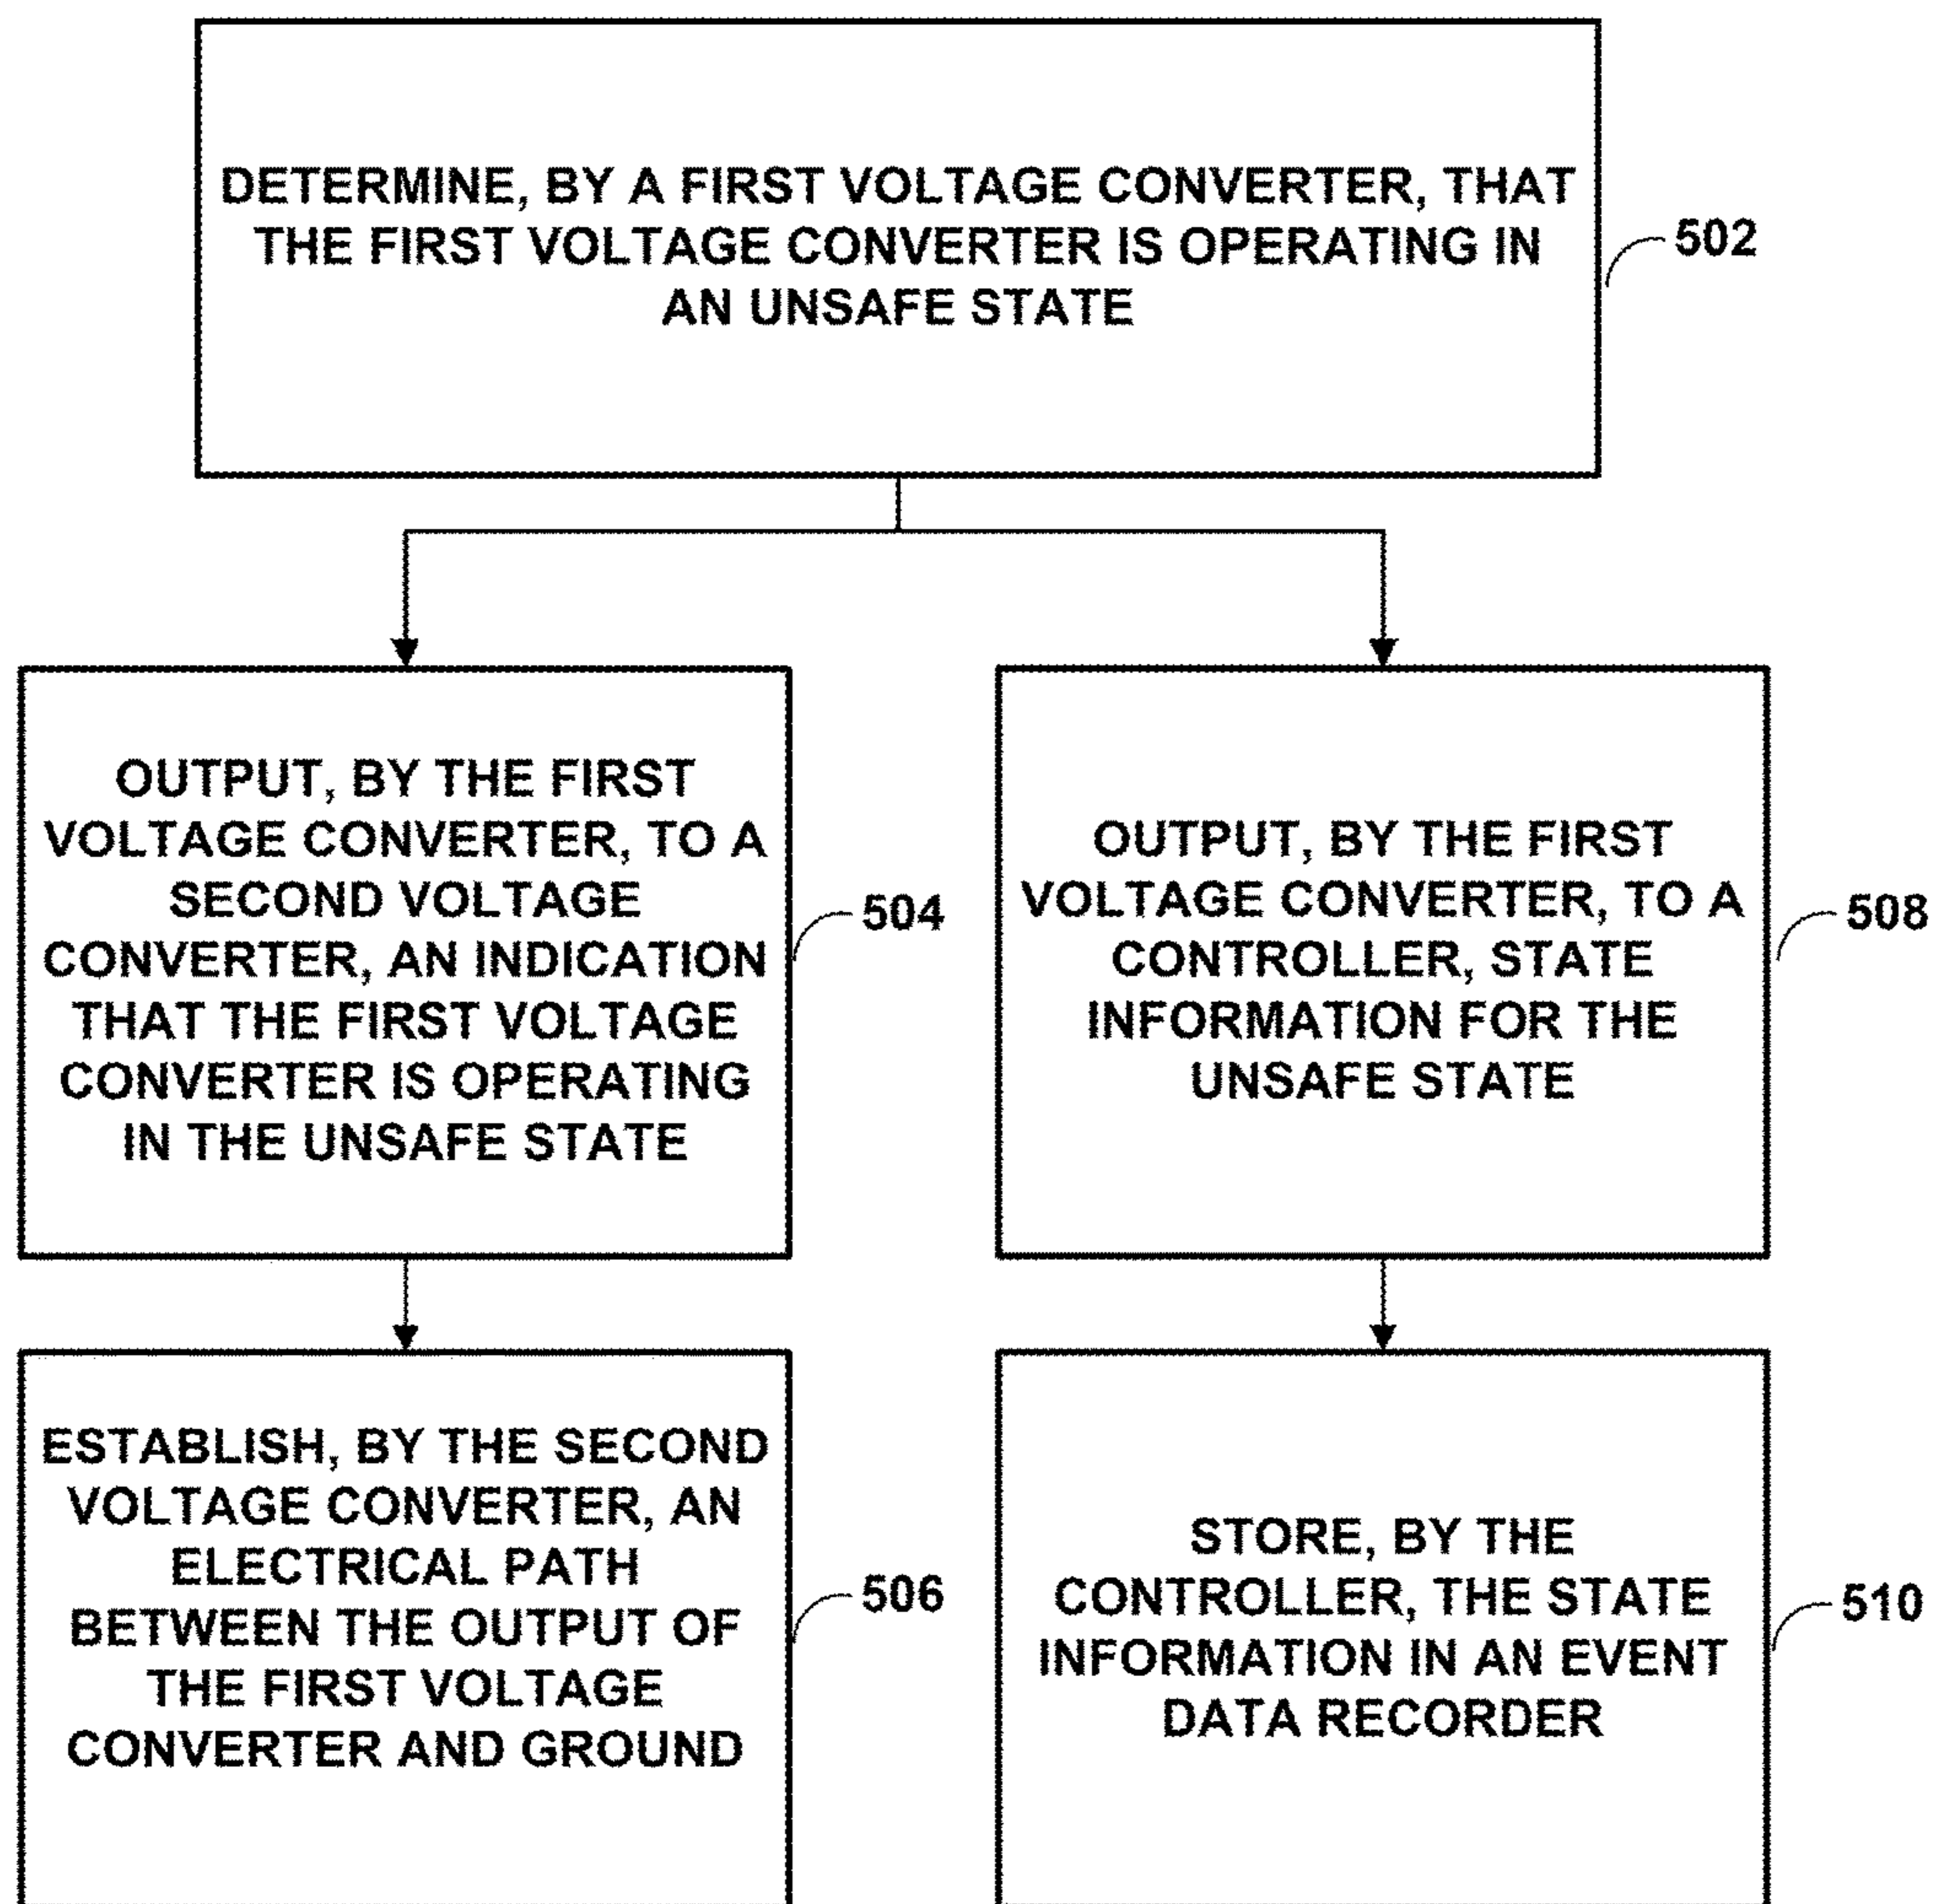 DETERMINE, BY A FIRST VOLTAGE CONVERTER, THAT
THE FIRST VOLTAGE CONVERTER IS OPERATING IN
AN UNSAFE STATE
502
OUTPUT, BY THE FIRST
VOLTAGE CONVERTER, TO A
SECOND VOLTAGE
CONVERTER, AN INDICATION
THAT THE FIRST VOLTAGE
CONVERTER IS OPERATING
IN THE UNSAFE STATE
504
OUTPUT, BY THE FIRST
VOLTAGE CONVERTER, TO A
CONTROLLER, STATE
INFORMATION FOR THE
UNSAFE STATE
508
ESTABLISH, BY THE SECOND
VOLTAGE CONVERTER, AN
ELECTRICAL PATH
BETWEEN THE OUTPUT OF
THE FIRST VOLTAGE
CONVERTER AND GROUND
506
STORE, BY THE
CONTROLLER, THE STATE
INFORMATION IN AN EVENT
DATA RECORDER
510